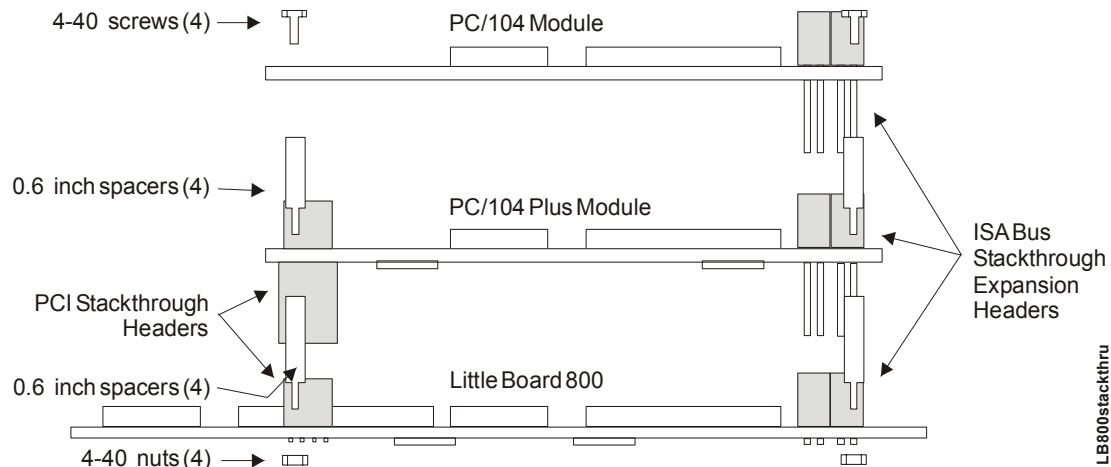 4-40 screws (4)
PC/104 Module
0.6 inch spacers (4)
PC/104 Plus Module
ISA Bus
Stackthrough
Expansion
Headers
PCI Stackthrough
Headers
0.6 inch spacers (4)
Little Board 800
4-40 nuts (4)
LB800stackthru